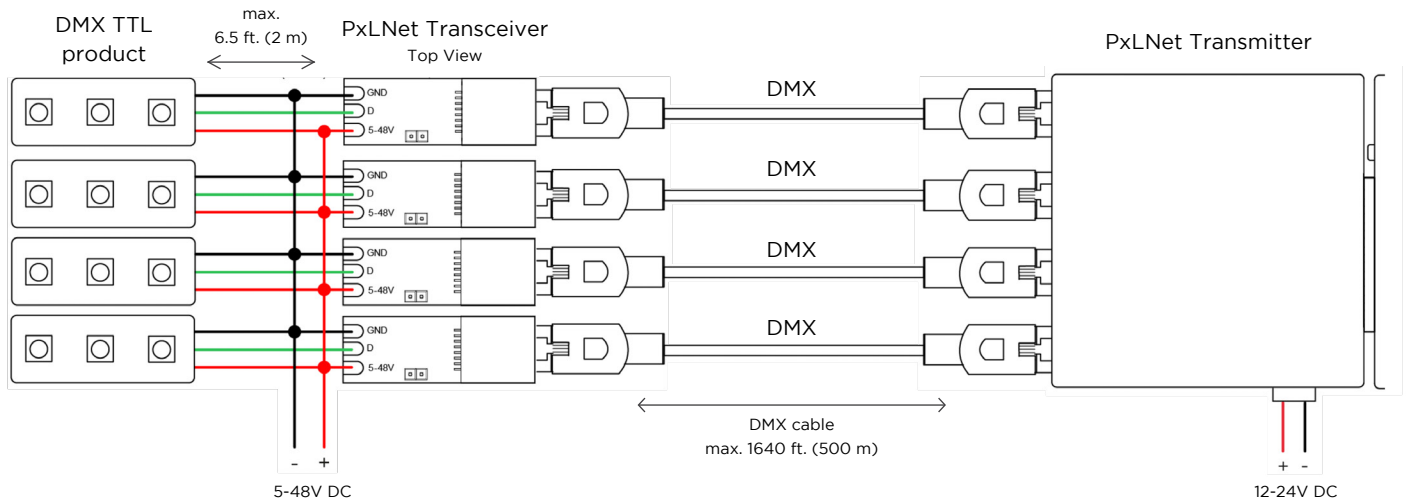 DMX TTL
product
max.
6.5 ft. (2 m)
PxLNet Transceiver
Top View
PxLNet Transmitter
GND
D
5-48V
DMX
GND
D
5-48V
DMX
GND
D
5-48V
DMX
GND
D
5-48V
DMX
DMX cable
max. 1640 ft. (500 m)
- +
5-48V DC
+ -
12-24V DC